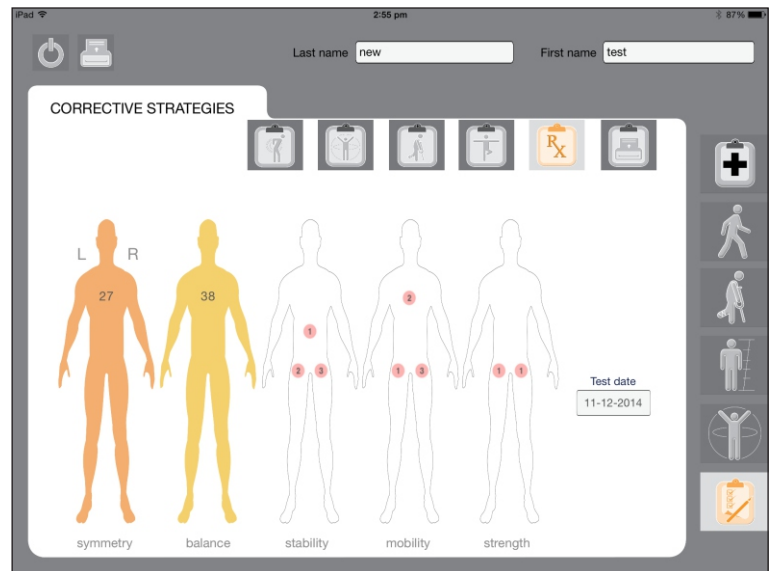 iPad 2:55 pm 87%
Last name new First name test
CORRECTIVE STRATEGIES
RX
L R
27 38
2
1
2 3 1 3 1 1
Test date
11-12-2014
symmetry balance stability mobility strength